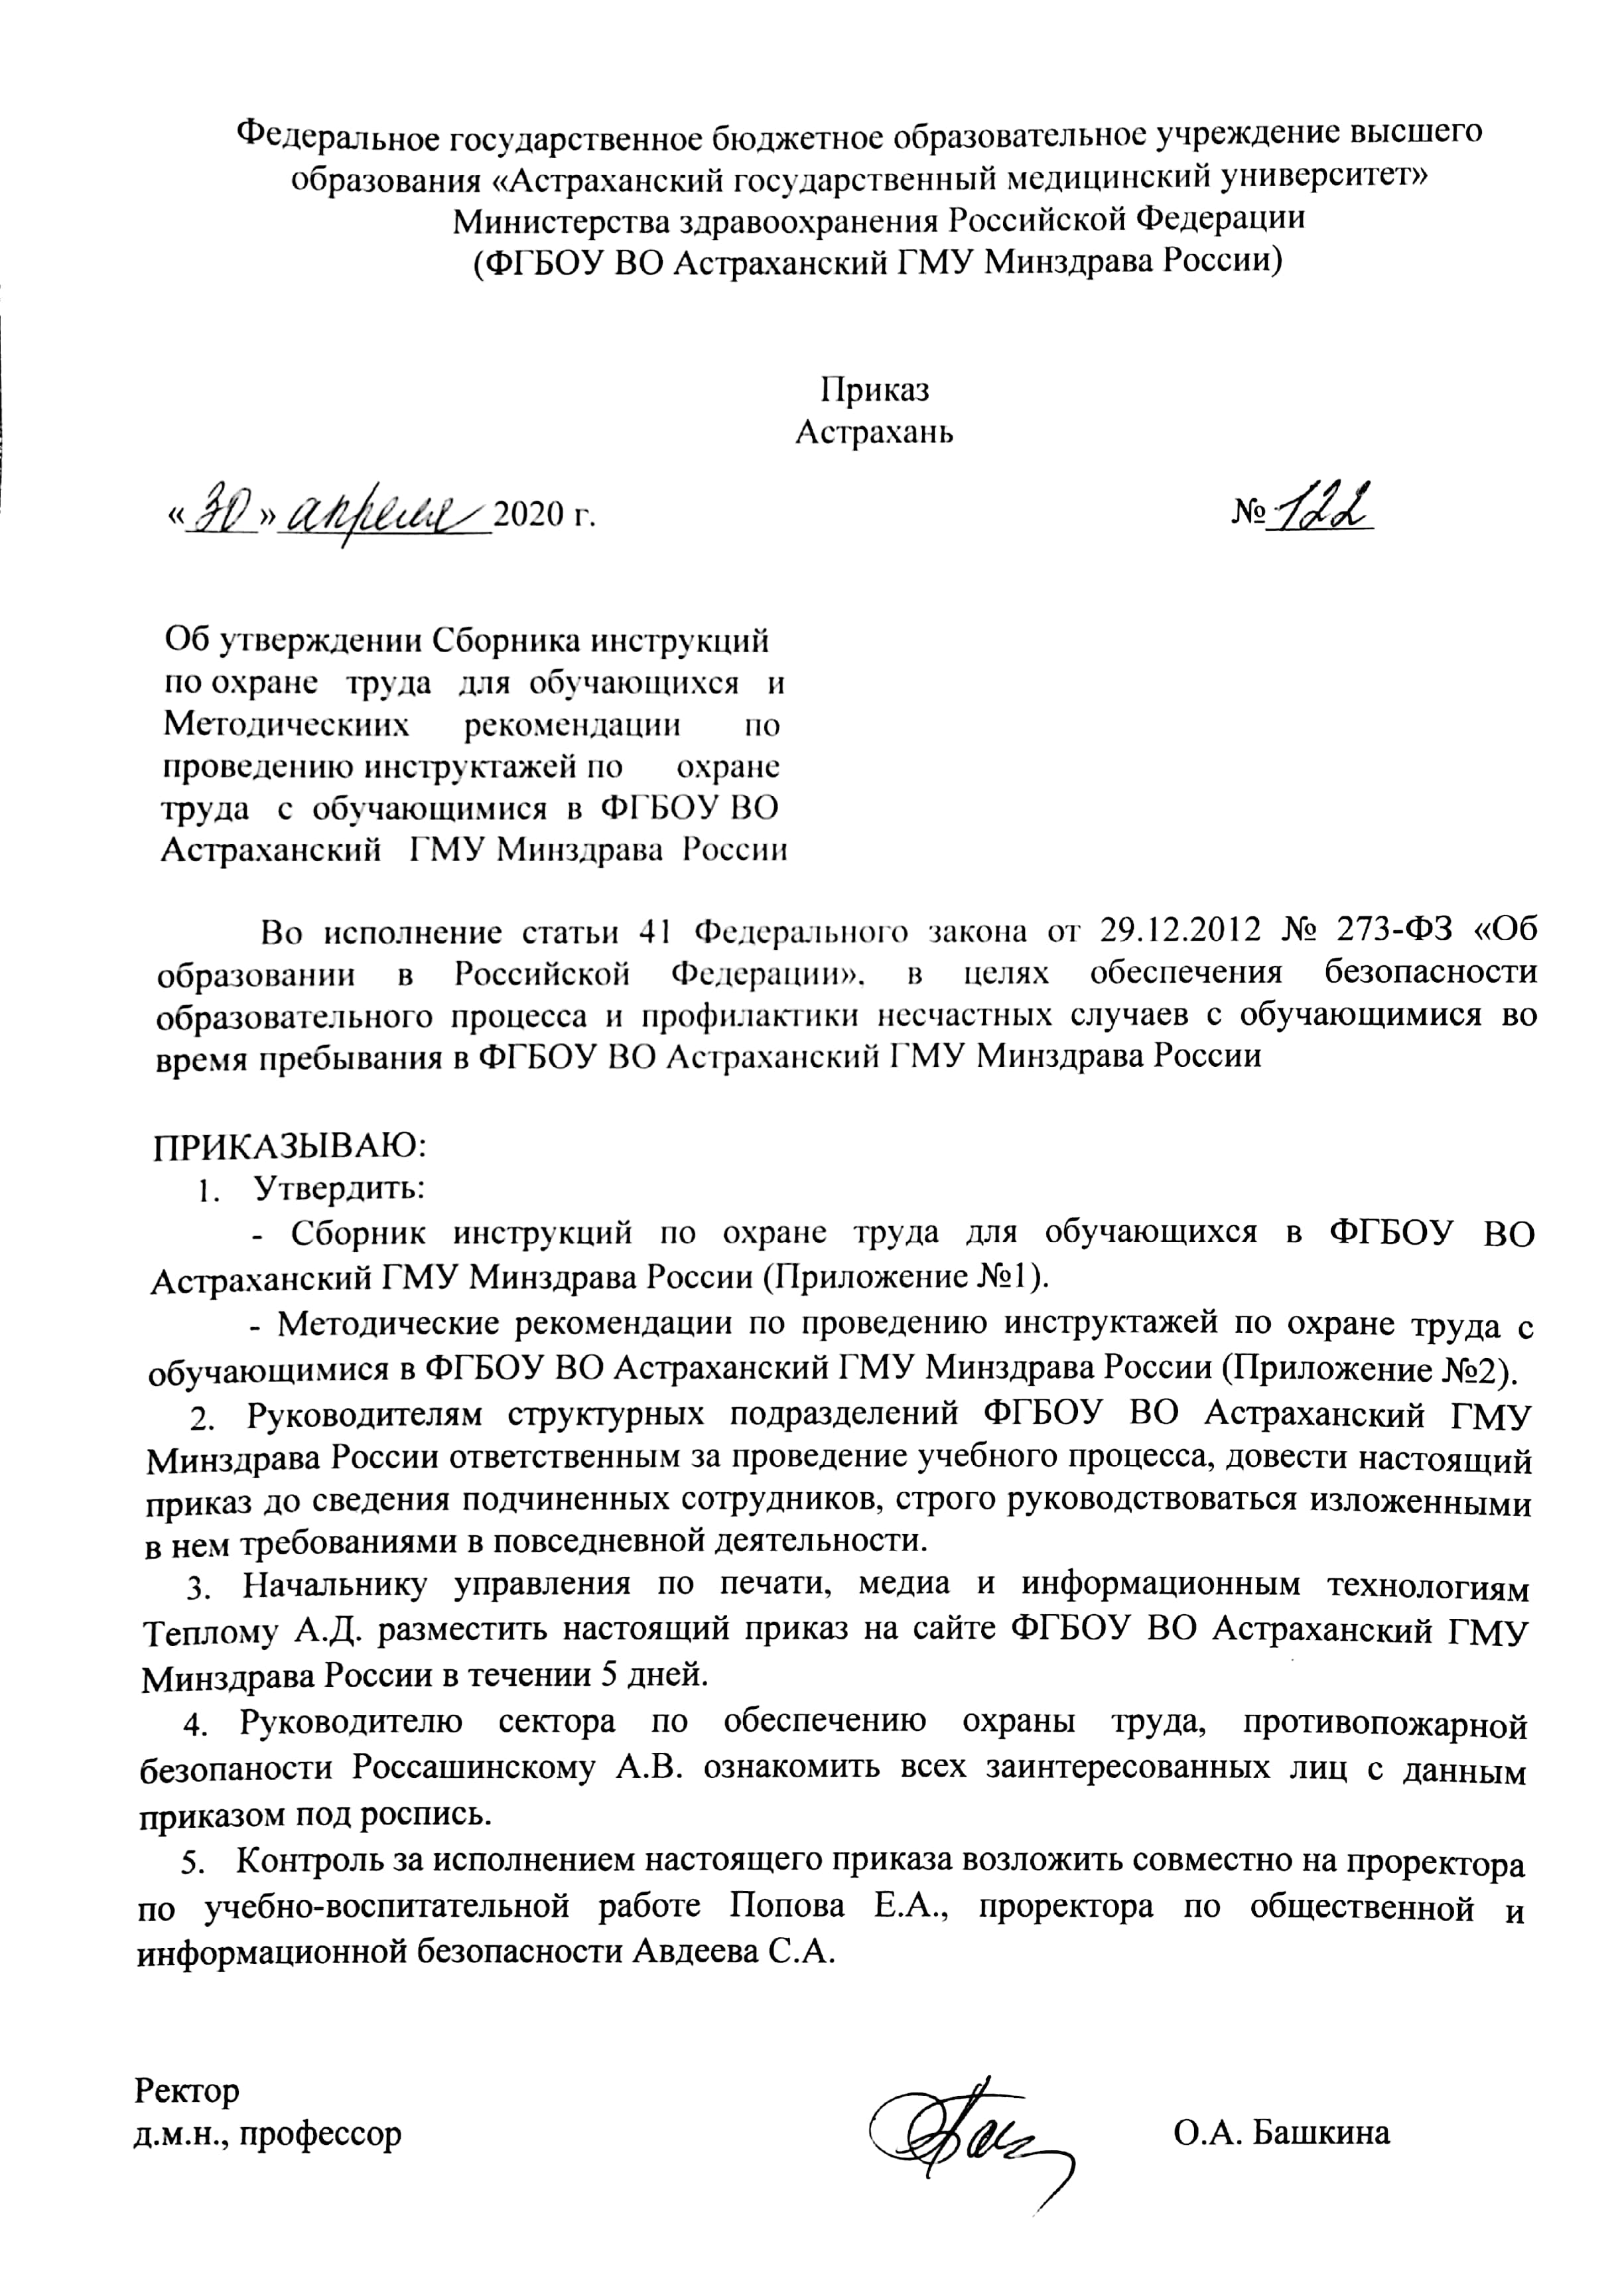 Федеральное государственное бюджетное образовательное учреждение высшего
образования «Астраханский государственный медицинский университет»
Министерства здравоохранения Российской Федерации
(ФГБОУ ВО Астраханский ГМУ Минздрава России)
Приказ
Астрахань
«30» апреля 2020 г. №122
Об утверждении Сборника инструкций
по охране труда для обучающихся и
Методическиих рекомендации по
проведению инструктажей по охране
труда с обучающимися в ФГБОУ ВО
Астраханский ГМУ Минздрава России
Во исполнение статьи 41 Федерального закона от 29.12.2012 № 273-ФЗ «Об
образовании в Российской Федерации», в целях обеспечения безопасности
образовательного процесса и профилактики несчастных случаев с обучающимися во
время пребывания в ФГБОУ ВО Астраханский ГМУ Минздрава России
ПРИКАЗЫВАЮ:
1. Утвердить:
- Сборник инструкций по охране труда для обучающихся в ФГБОУ ВО
Астраханский ГМУ Минздрава России (Приложение №1).
- Методические рекомендации по проведению инструктажей по охране труда с
обучающимися в ФГБОУ ВО Астраханский ГМУ Минздрава России (Приложение №2).
2. Руководителям структурных подразделений ФГБОУ ВО Астраханский ГМУ
Минздрава России ответственным за проведение учебного процесса, довести настоящий
приказ до сведения подчиненных сотрудников, строго руководствоваться изложенными
в нем требованиями в повседневной деятельности.
3. Начальнику управления по печати, медиа и информационным технологиям
Теплому А.Д. разместить настоящий приказ на сайте ФГБОУ ВО Астраханский ГМУ
Минздрава России в течении 5 дней.
4. Руководителю сектора по обеспечению охраны труда, противопожарной
безопаности Россашинскому А.В. ознакомить всех заинтересованных лиц с данным
приказом под роспись.
5. Контроль за исполнением настоящего приказа возложить совместно на проректора
по учебно-воспитательной работе Попова Е.А., проректора по общественной и
информационной безопасности Авдеева С.А.
Ректор
д.м.н., профессор О.А. Башкина